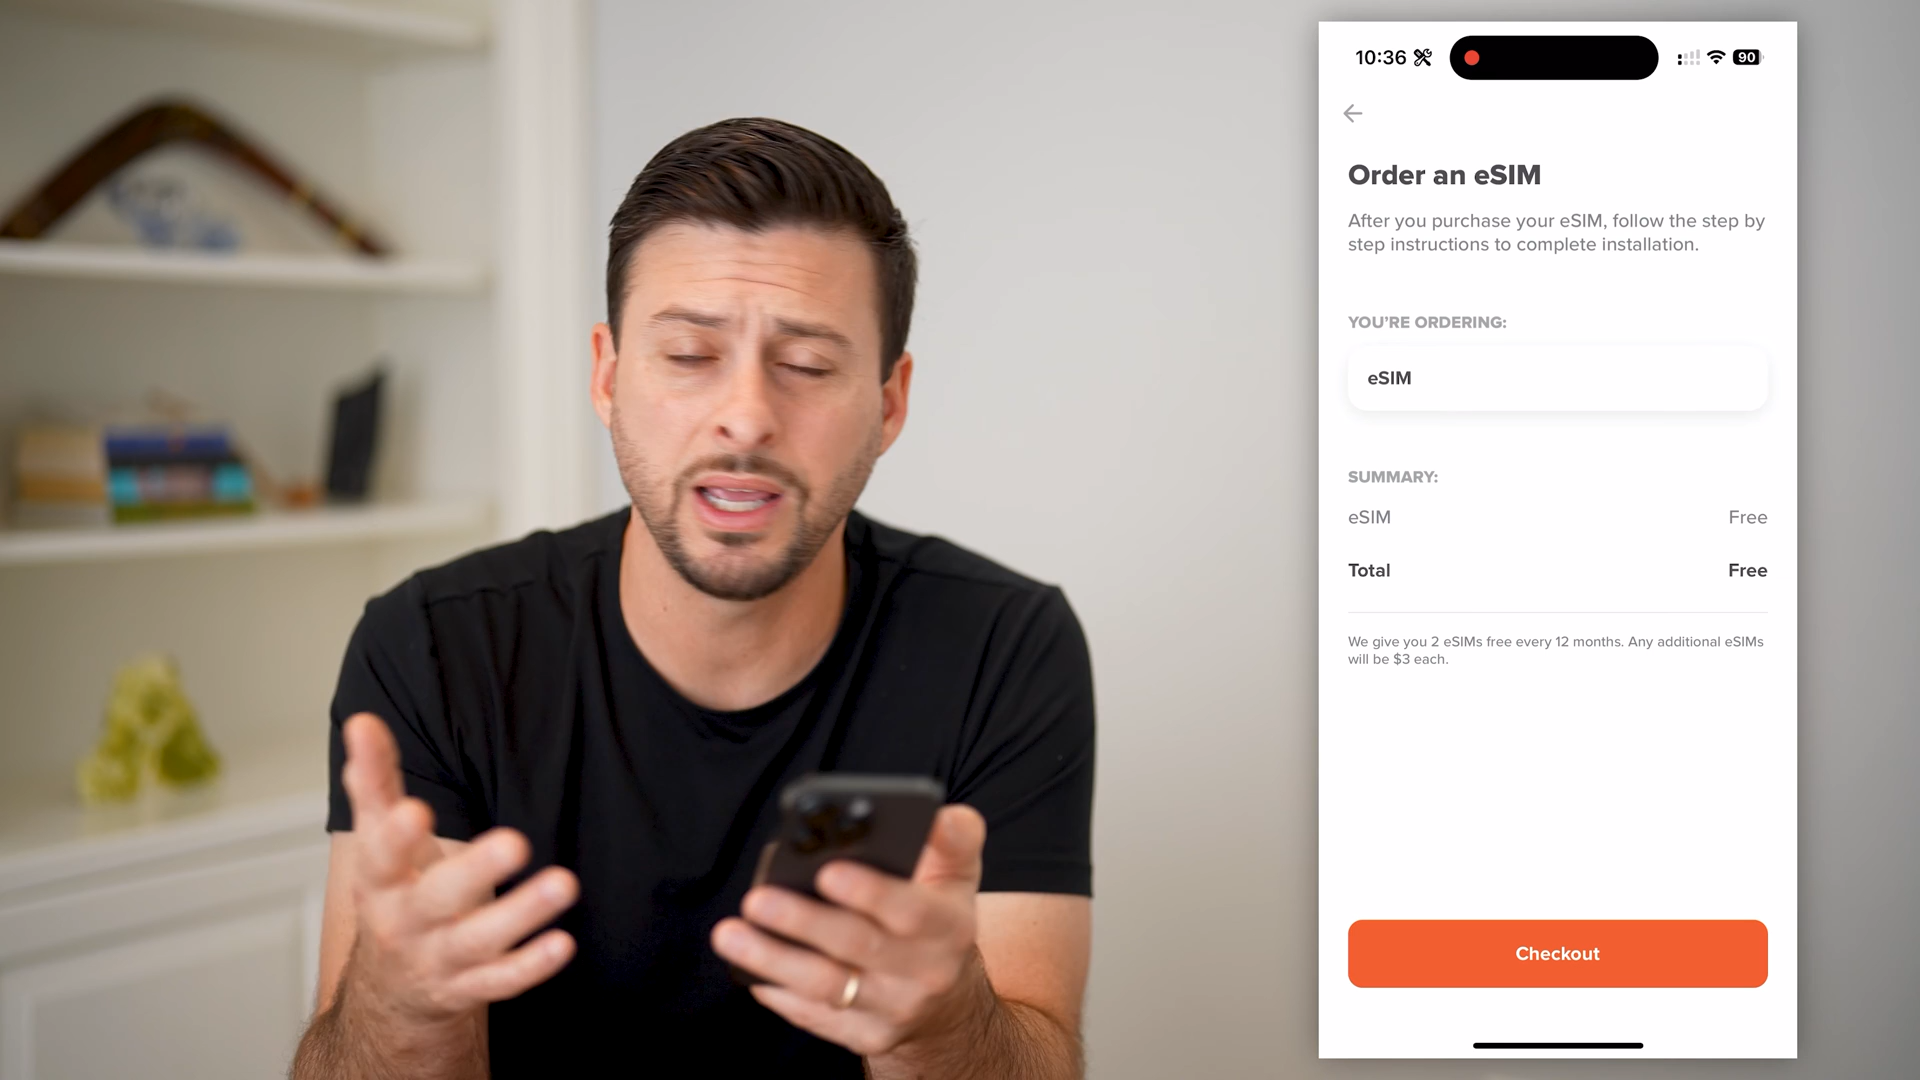 10:36
90
Order an eSIM
After you purchase your eSIM, follow the step by
step instructions to complete installation.
YOU'RE ORDERING:
eSIM
SUMMARY:
eSIM Free
Total Free
We give you 2 eSIMs free every 12 months. Any additional eSIMs
will be $3 each.
Checkout